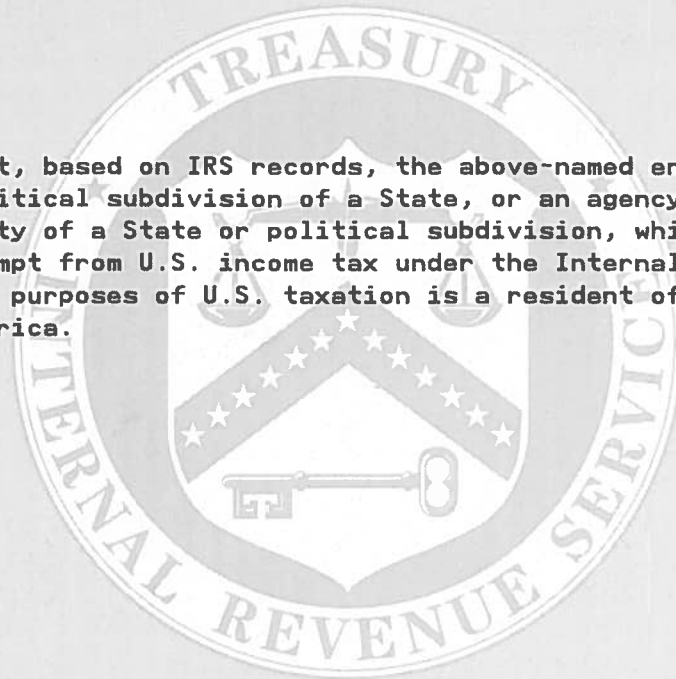 TREASURY
t, based on IRS records, the above-named en
itical subdivision of a State, or an agency
ty of a State or political subdivision, whi
mpt from U.S. income tax under the Internal
purposes of U.S. taxation is a resident of
rica.
INTERNAL REVENUE SERVICE